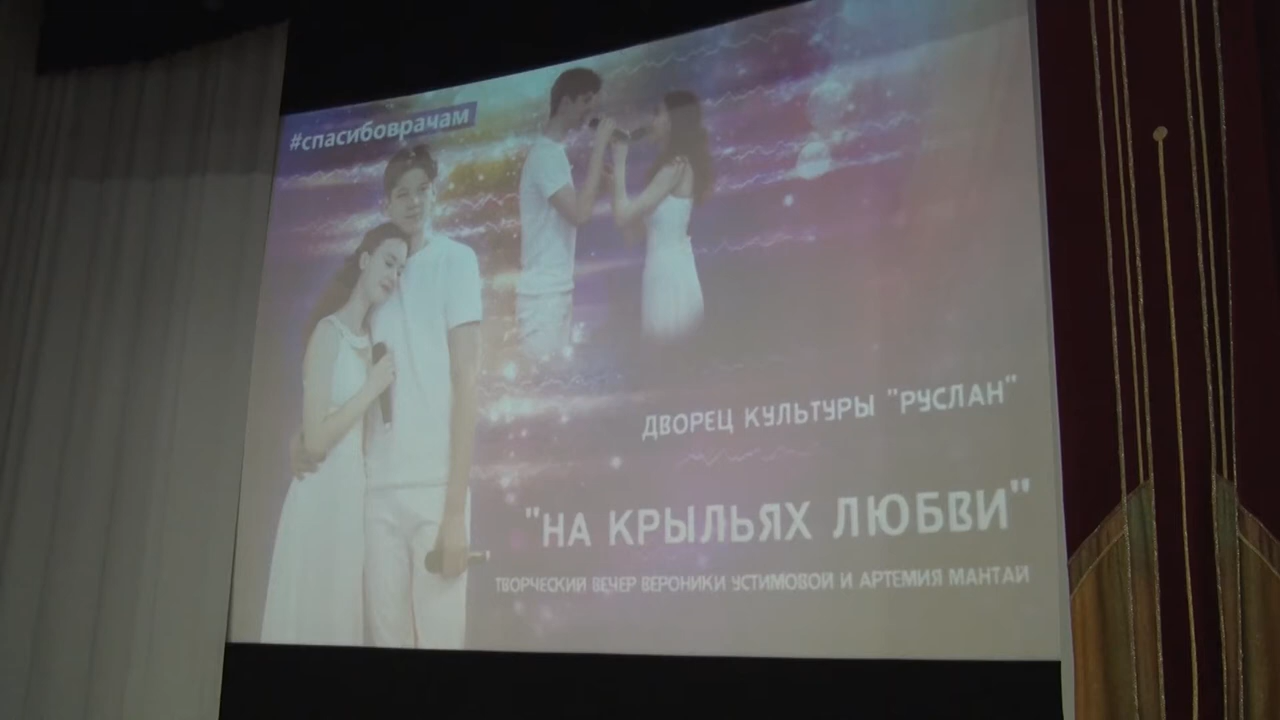 #спасибоврачам
ДВОРЕЦ КУЛЬТУРЫ "РУСЛАН"
"НА КРЫЛЬЯХ ЛЮБВИ"
ТВОРЧЕСКИЙ ВЕЧЕР ВЕРОНИКИ УСТИМОВОЙ И АРТЕМИЯ МАНТАЙ